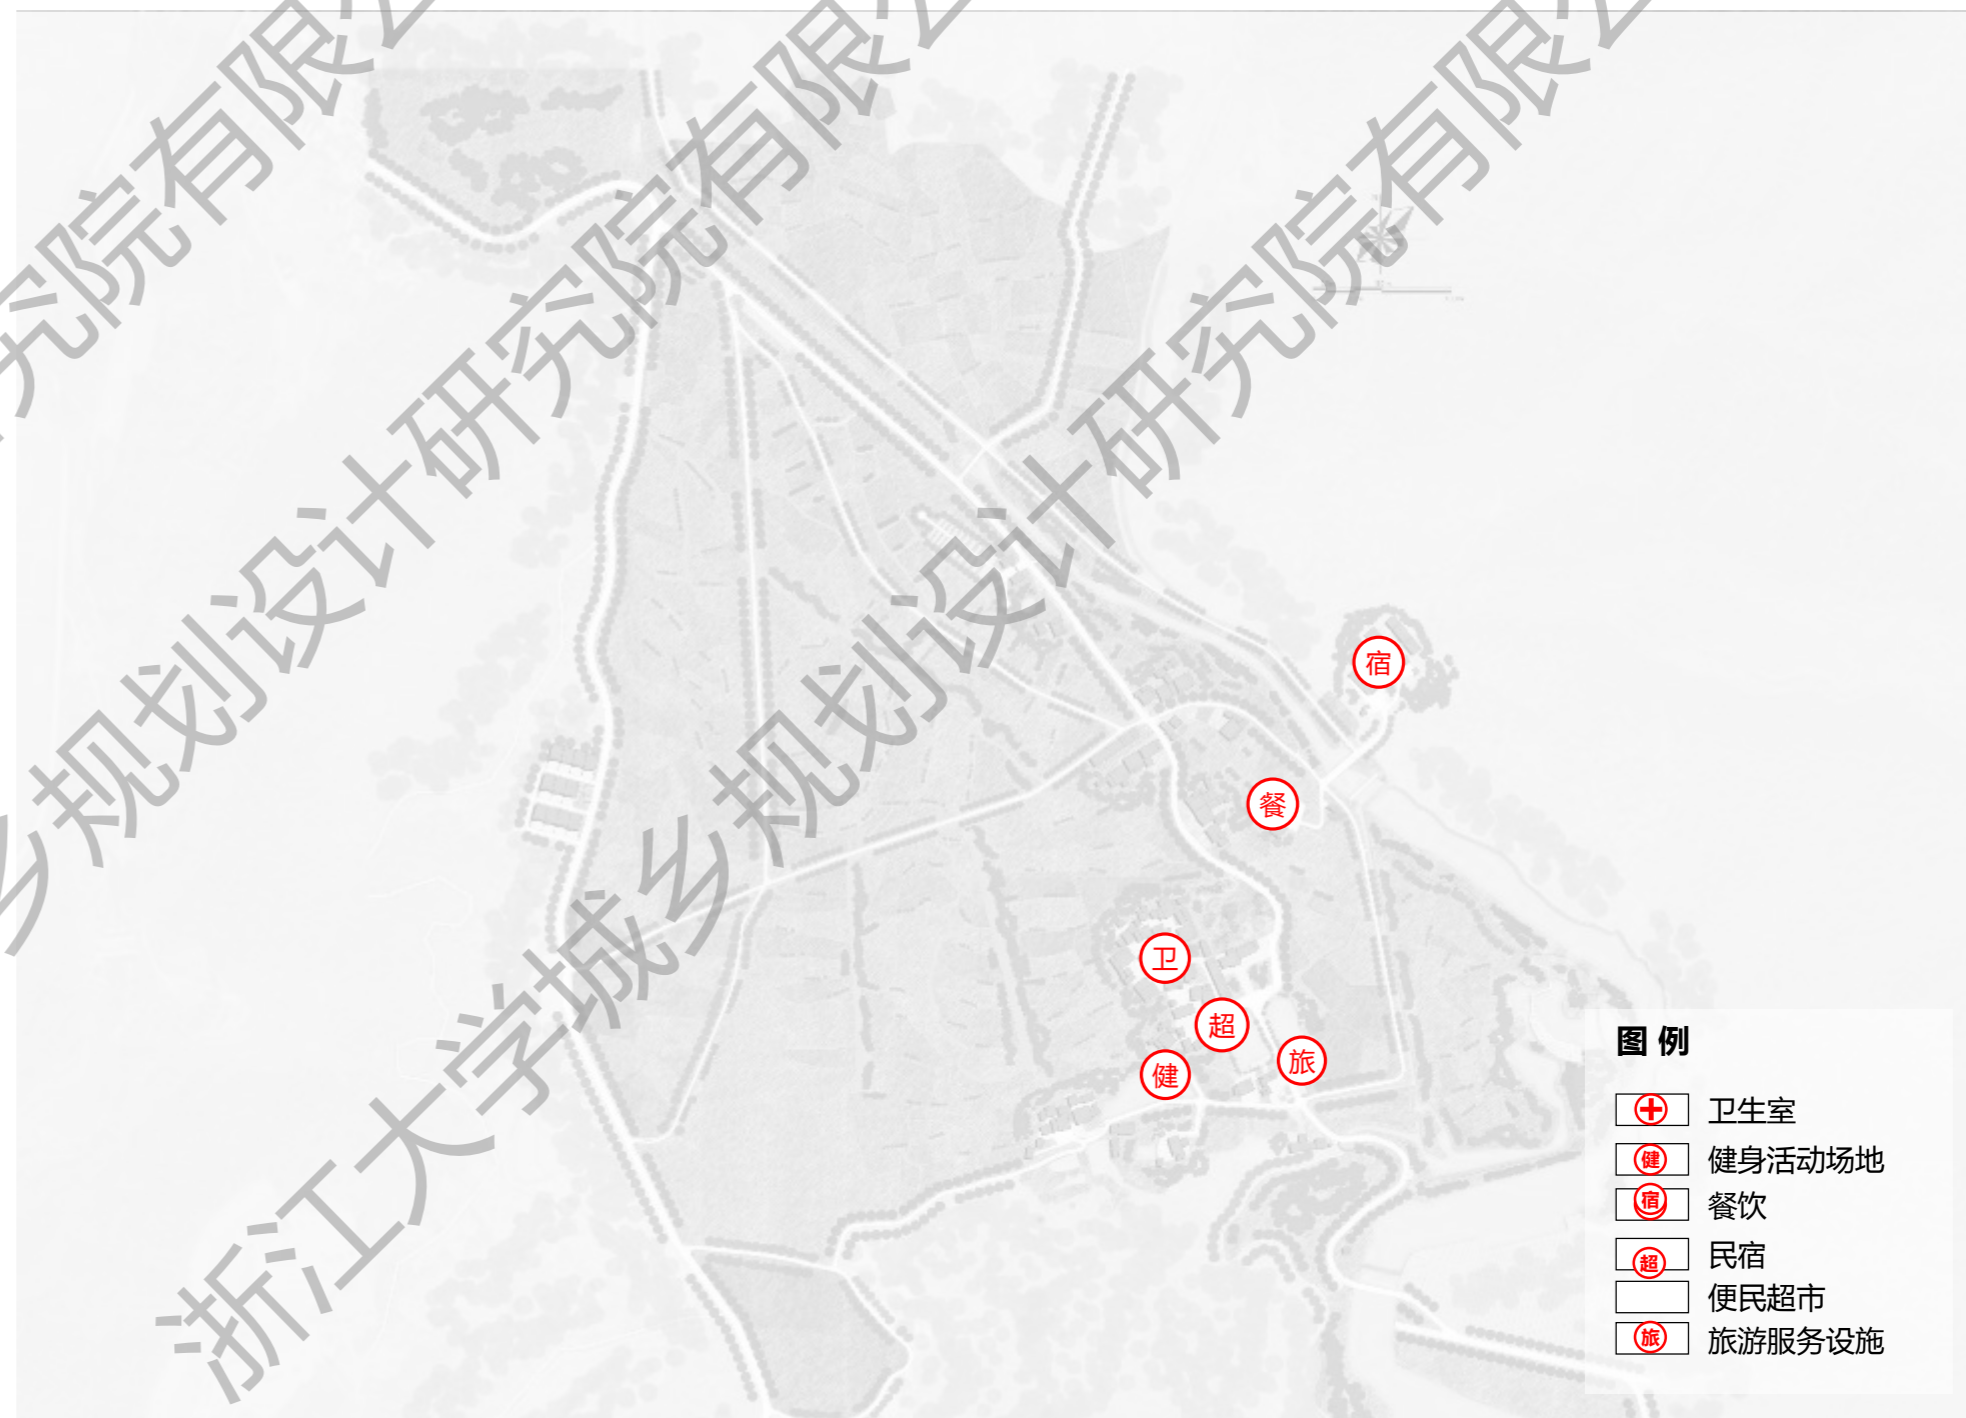 浙江大学城乡规划设计研究院有限公
乡规划设计研究院有限公
究院有限公
宿
餐
卫
超
健
旅
图例
卫生室
健 健身活动场地
宿 餐饮
超 民宿
便民超市
旅 旅游服务设施